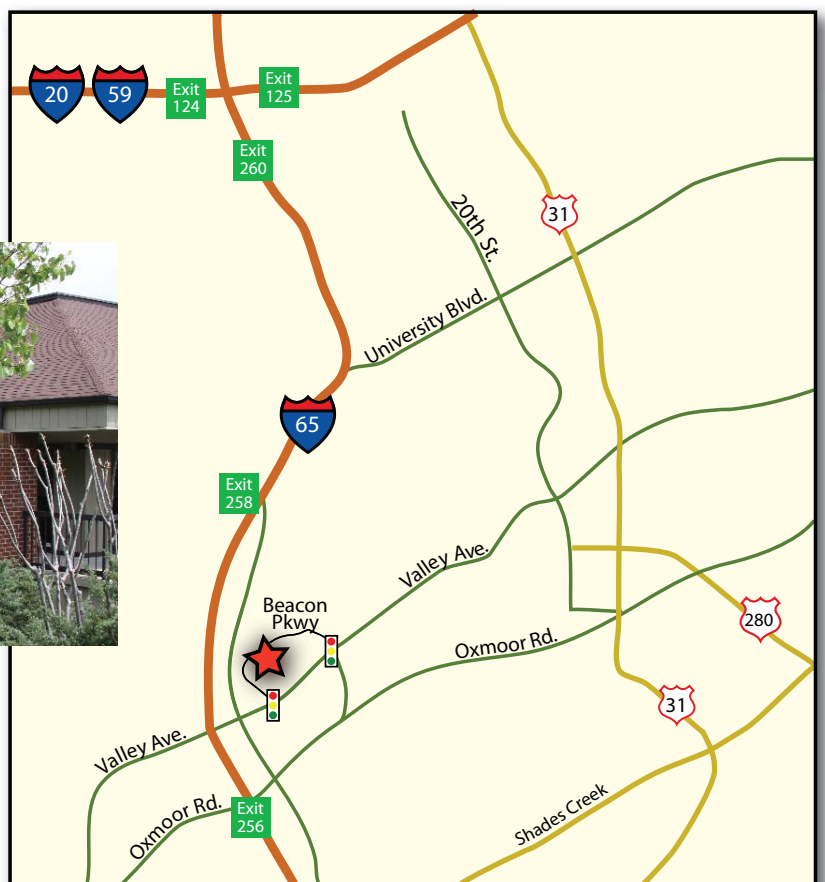 20
59
Exit
124
Exit
125
Exit
260
20th St.
31
University Blvd.
65
Exit
258
Valley Ave.
Beacon
Pkwy
280
Oxmoor Rd.
31
Valley Ave.
Oxmoor Rd.
Exit
256
Shades Creek